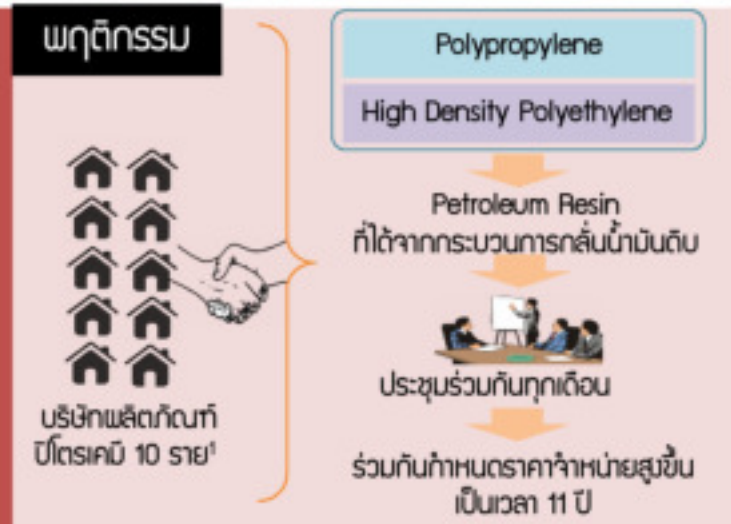 พฤติกรรม
บริษัทผลิตภัณฑ์
ปิโตรเคมี 10 ราย¹
Polypropylene
High Density Polyethylene
Petroleum Resin
ที่ได้จากกระบวนการกลั่นน้ำมันดิบ
ประชุมร่วมกันทุกเดือน
ร่วมกันกำหนดราคาจำหน่ายสูงขึ้น
เป็นเวลา 11 ปี